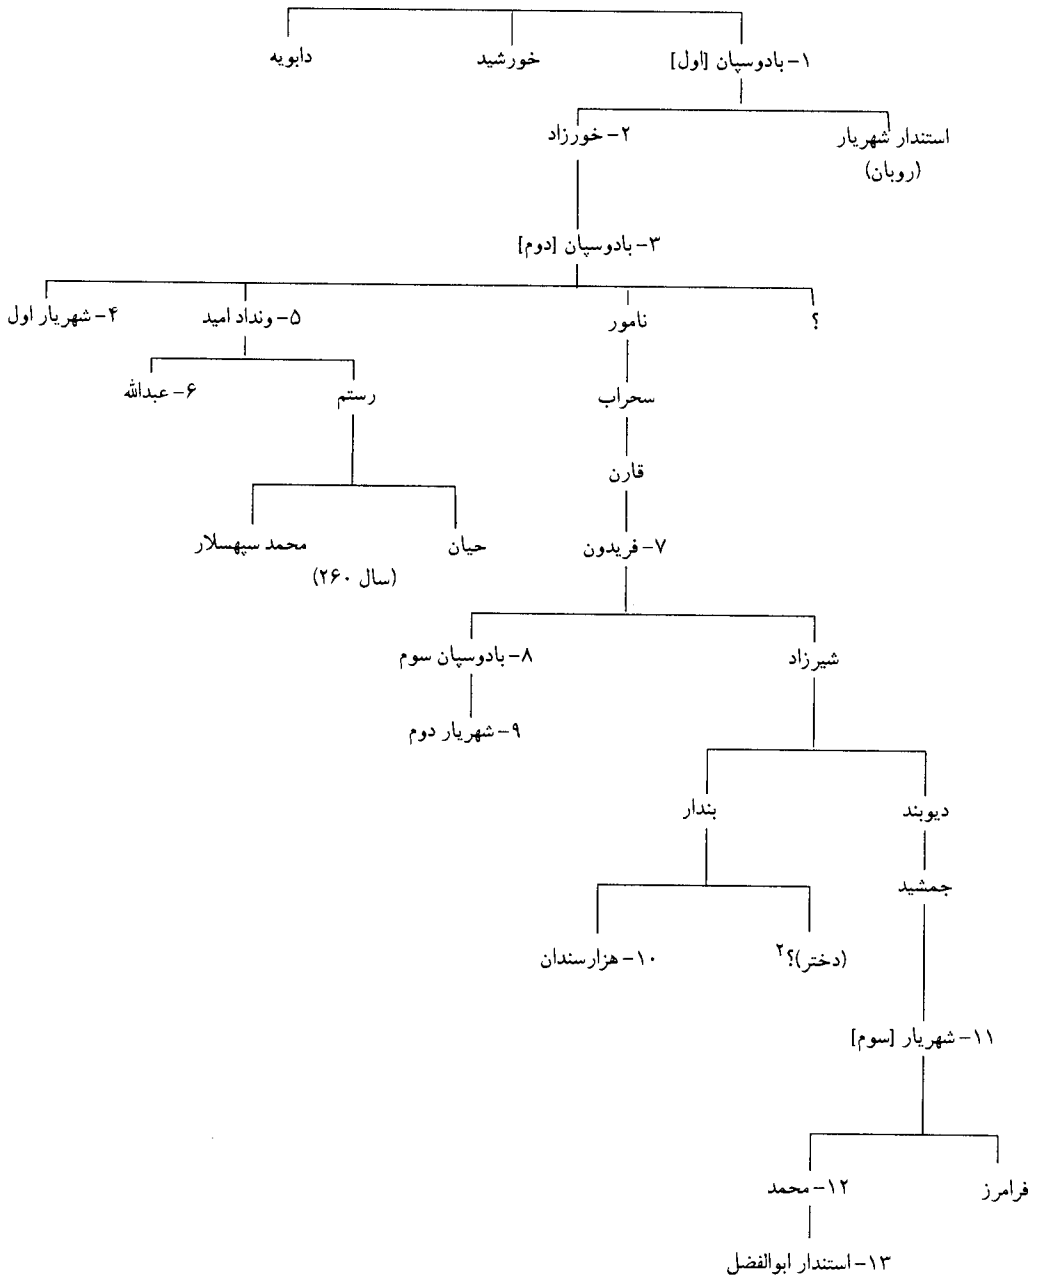 ۱- بادوسپان [اول]
خورشید
دابویه
استندار شهریار
(رویان)
۲- خورزاد
۳- بادوسپان [دوم]
؟
نامور
۵- ونداد امید
۴- شهریار اول
سحراب
رستم
۶- عبدالله
قارن
۷- فریدون
حیان
محمد سپهسلار
(سال ۲۶۰)
شیرزاد
۸- بادوسپان سوم
۹- شهریار دوم
دیوبند
بندار
جمشید
(دختر)؟۲
۱۰- هزارسندان
۱۱- شهریار [سوم]
فرامرز
۱۲- محمد
۱۳- استندار ابوالفضل